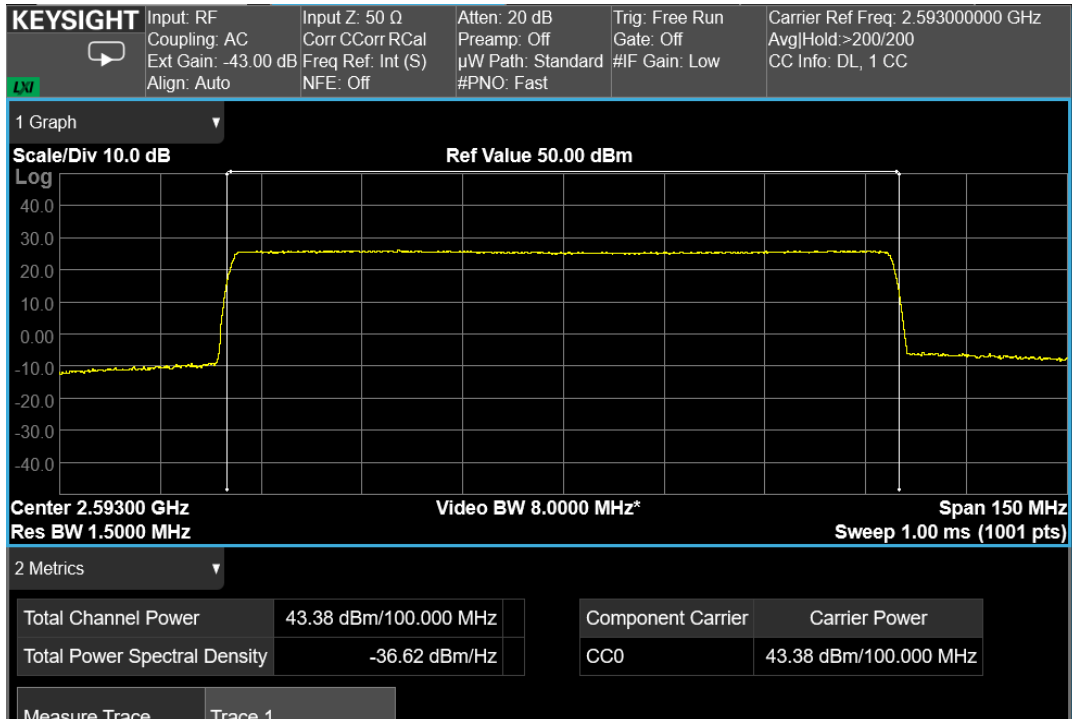 KEYSIGHT
LXI
Input: RF
Coupling: AC
Ext Gain: -43.00 dB
Align: Auto
Input Z: 50 Ω
Corr CCorr RCal
Freq Ref: Int (S)
NFE: Off
Atten: 20 dB
Preamp: Off
µW Path: Standard
#PNO: Fast
Trig: Free Run
Gate: Off
#IF Gain: Low
Carrier Ref Freq: 2.593000000 GHz
Avg|Hold:>200/200
CC Info: DL, 1 CC
1 Graph
Scale/Div 10.0 dB
Ref Value 50.00 dBm
Log
40.0
30.0
20.0
10.0
0.00
-10.0
-20.0
-30.0
-40.0
Center 2.59300 GHz
Video BW 8.0000 MHz*
Span 150 MHz
Res BW 1.5000 MHz
Sweep 1.00 ms (1001 pts)
2 Metrics
Total Channel Power 43.38 dBm/100.000 MHz
Total Power Spectral Density -36.62 dBm/Hz
Component Carrier Carrier Power
CC0 43.38 dBm/100.000 MHz
Measure Trace Trace 1